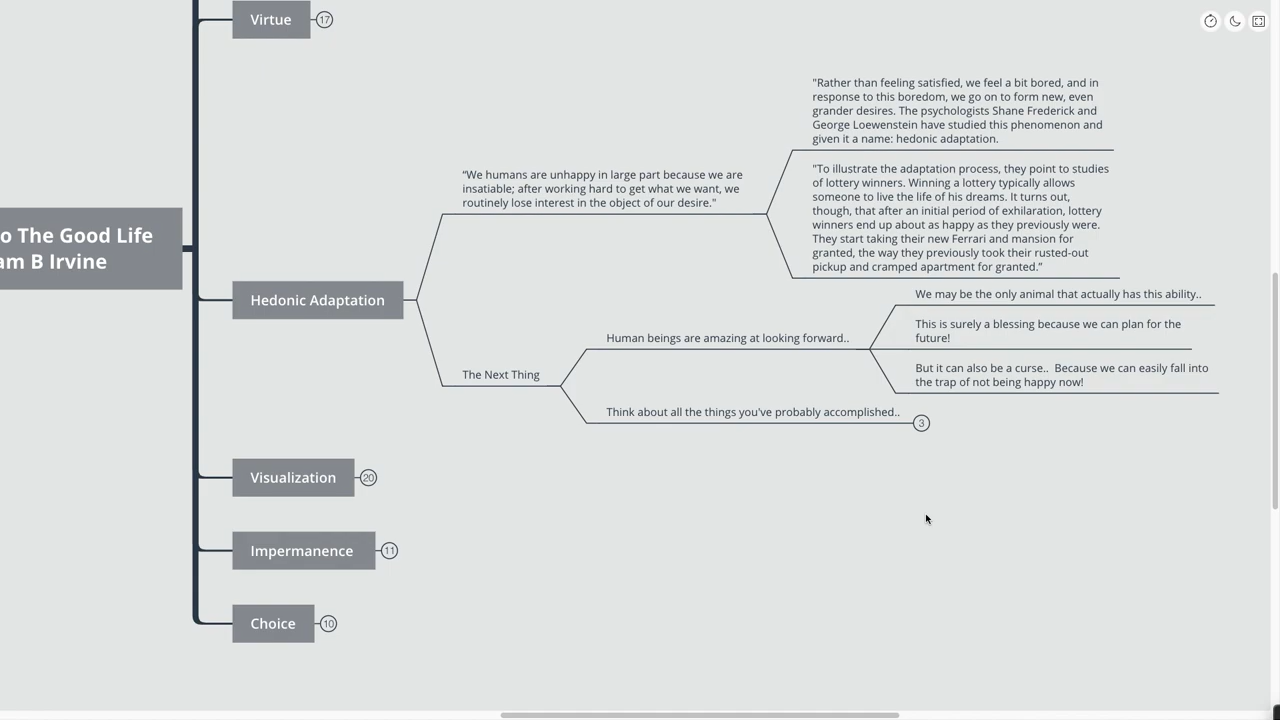 Virtue
17
"Rather than feeling satisfied, we feel a bit bored, and in
response to this boredom, we go on to form new, even
grander desires. The psychologists Shane Frederick and
George Loewenstein have studied this phenomenon and
given it a name: hedonic adaptation.
"We humans are unhappy in large part because we are
insatiable; after working hard to get what we want, we
routinely lose interest in the object of our desire."
"To illustrate the adaptation process, they point to studies
of lottery winners. Winning a lottery typically allows
someone to live the life of his dreams. It turns out,
though, that after an initial period of exhilaration, lottery
winners end up about as happy as they previously were.
They start taking their new Ferrari and mansion for
granted, the way they previously took their rusted-out
pickup and cramped apartment for granted."
o The Good Life
am B Irvine
Hedonic Adaptation
We may be the only animal that actually has this ability..
This is surely a blessing because we can plan for the
future!
Human beings are amazing at looking forward..
But it can also be a curse..  Because we can easily fall into
the trap of not being happy now!
The Next Thing
Think about all the things you've probably accomplished..
3
Visualization
20
Impermanence
11
Choice
10